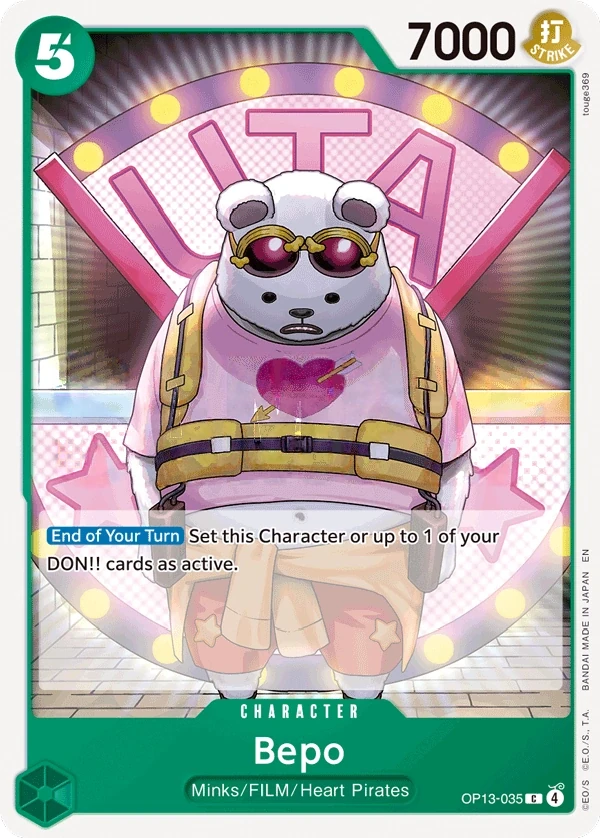 5
7000
打
STRIKE
touge369
UTA
End of Your Turn Set this Character or up to 1 of your
DON!! cards as active.
BANDAI MADE IN JAPAN EN
©E.O/S ©E.O./S., T.A.
CHARACTER
Bepo
Minks/FILM/Heart Pirates
OP13-035 C 4